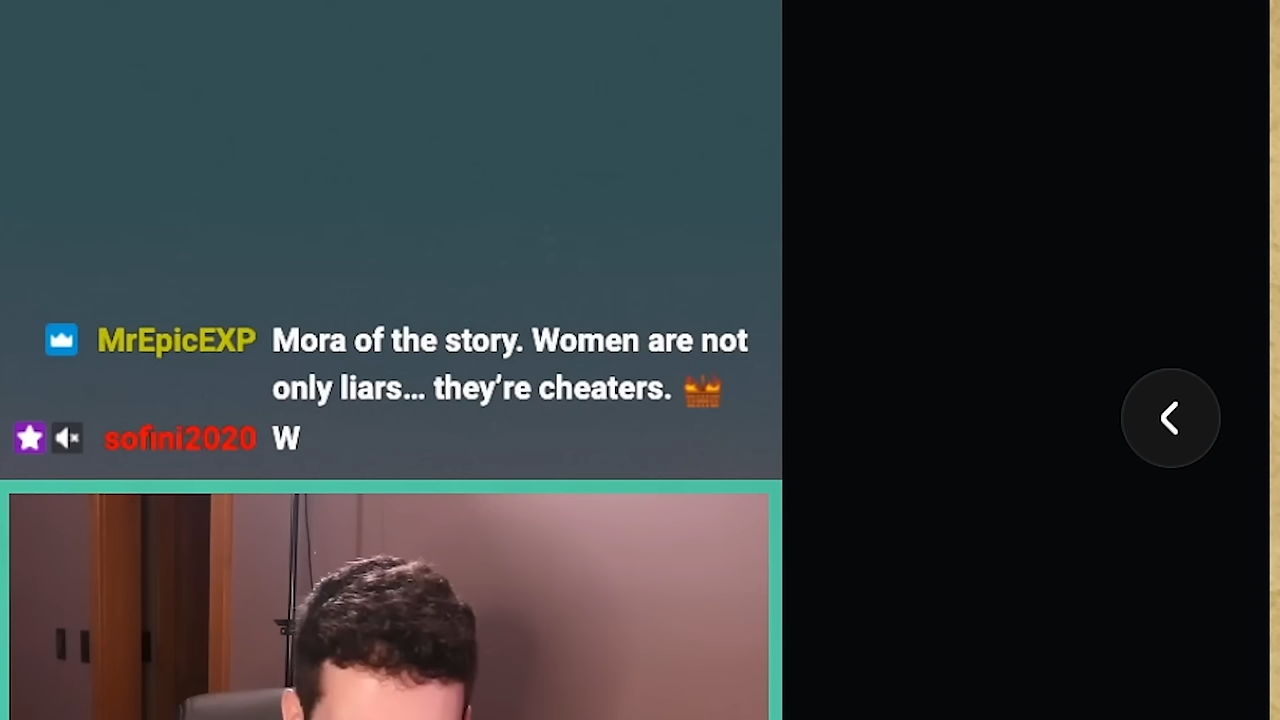 MrEpicEXP Mora of the story. Women are not
only liars... they're cheaters.
sofini2020 W